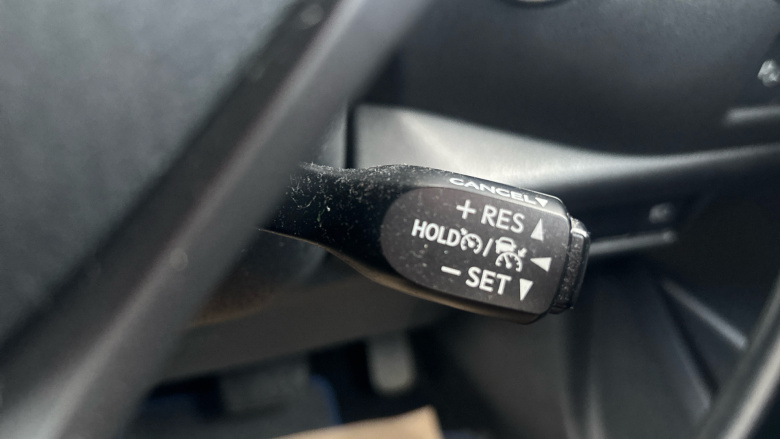 CANCEL▼
+ RES ▲
HOLD / ◀
− SET ▼